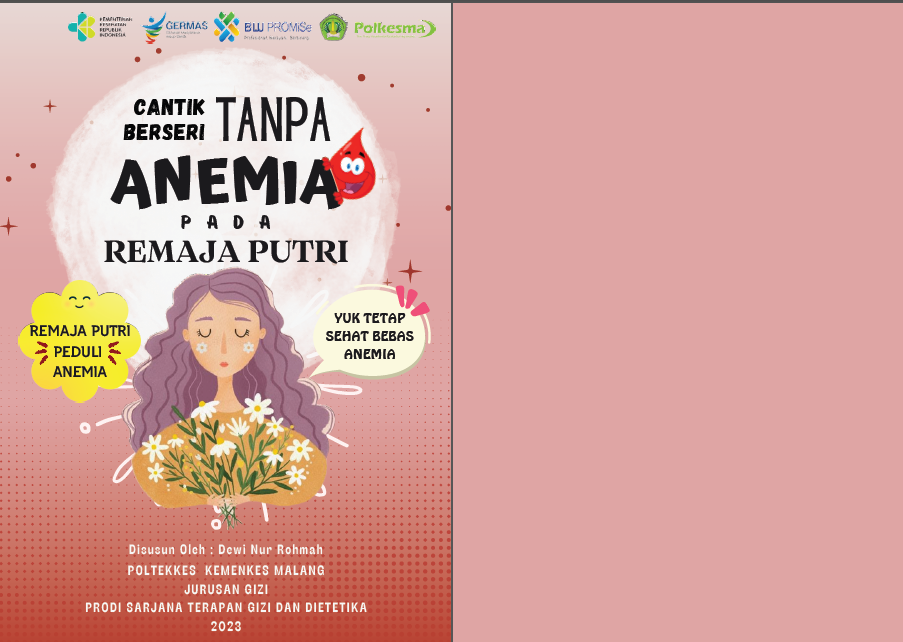 KEMENTERIAN
KESEHATAN
REPUBLIK
INDONESIA
GERMAS
BLU PROMISe
Polkesma
CANTIK
BERSERI
TANPA
ANEMIA
PADA
REMAJA PUTRI
REMAJA PUTRI
PEDULI
ANEMIA
YUK TETAP
SEHAT BEBAS
ANEMIA
Disusun Oleh : Dewi Nur Rohmah
POLTEKKES KEMENKES MALANG
JURUSAN GIZI
PRODI SARJANA TERAPAN GIZI DAN DIETETIKA
2023